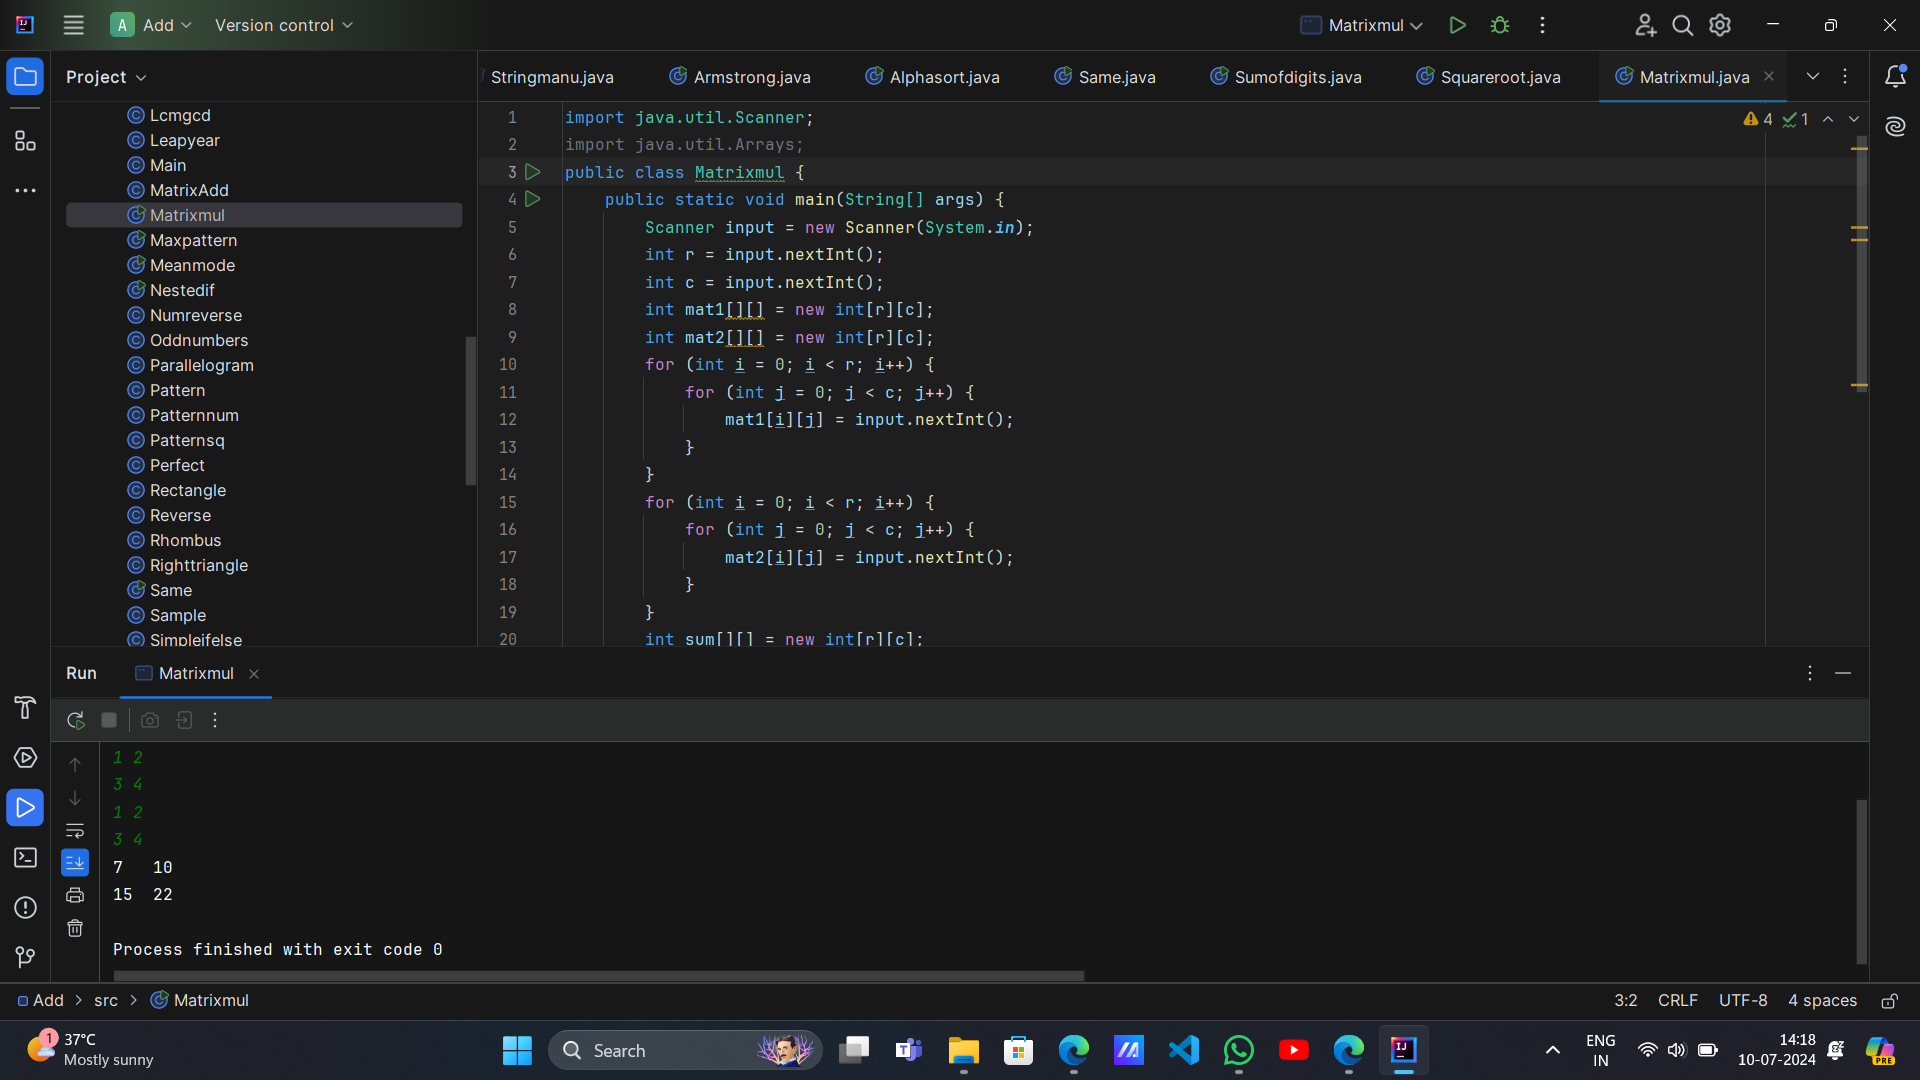 A Add Version control Matrixmul
Project
Stringmanu.java Armstrong.java Alphasort.java Same.java Sumofdigits.java Squareroot.java Matrixmul.java
Lcmgcd
Leapyear
Main
MatrixAdd
Matrixmul
Maxpattern
Meanmode
Nestedif
Numreverse
Oddnumbers
Parallelogram
Pattern
Patternnum
Patternsq
Perfect
Rectangle
Reverse
Rhombus
Righttriangle
Same
Sample
Simpleifelse
4 1
1 import java.util.Scanner;
2 import java.util.Arrays;
3 public class Matrixmul {
4 public static void main(String[] args) {
5 Scanner input = new Scanner(System.in);
6 int r = input.nextInt();
7 int c = input.nextInt();
8 int mat1[][] = new int[r][c];
9 int mat2[][] = new int[r][c];
10 for (int i = 0; i < r; i++) {
11 for (int j = 0; j < c; j++) {
12 mat1[i][j] = input.nextInt();
13 }
14 }
15 for (int i = 0; i < r; i++) {
16 for (int j = 0; j < c; j++) {
17 mat2[i][j] = input.nextInt();
18 }
19 }
20 int sum[][] = new int[r][c];
Run Matrixmul
1 2
3 4
1 2
3 4
7 10
15 22
Process finished with exit code 0
Add > src > Matrixmul
3:2 CRLF UTF-8 4 spaces
1
37°C
Mostly sunny
Search
ENG
IN
14:18
10-07-2024
PRE